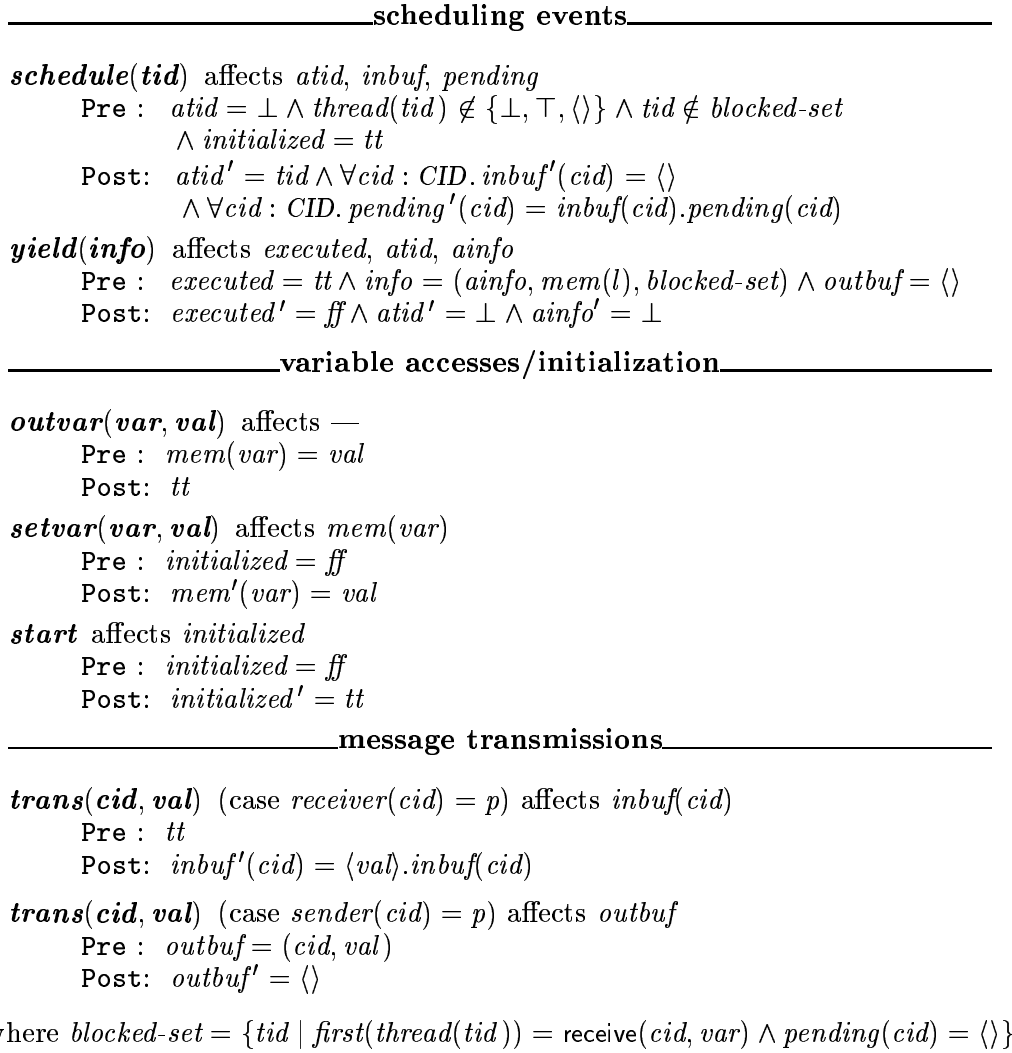 scheduling events
schedule(tid) affects atid, inbuf, pending
Pre : atid = ⊥ ∧ thread(tid) ∉ {⊥, ⊤, ⟨⟩} ∧ tid ∉ blocked-set
∧ initialized = tt
Post: atid′ = tid ∧ ∀cid : CID. inbuf′(cid) = ⟨⟩
∧ ∀cid : CID. pending′(cid) = inbuf(cid).pending(cid)
yield(info) affects executed, atid, ainfo
Pre : executed = tt ∧ info = (ainfo, mem(l), blocked-set) ∧ outbuf = ⟨⟩
Post: executed′ = ff ∧ atid′ = ⊥ ∧ ainfo′ = ⊥
variable accesses/initialization
outvar(var, val) affects —
Pre : mem(var) = val
Post: tt
setvar(var, val) affects mem(var)
Pre : initialized = ff
Post: mem′(var) = val
start affects initialized
Pre : initialized = ff
Post: initialized′ = tt
message transmissions
trans(cid, val) (case receiver(cid) = p) affects inbuf(cid)
Pre : tt
Post: inbuf′(cid) = ⟨val⟩.inbuf(cid)
trans(cid, val) (case sender(cid) = p) affects outbuf
Pre : outbuf = (cid, val)
Post: outbuf′ = ⟨⟩
where blocked-set = {tid | first(thread(tid)) = receive(cid, var) ∧ pending(cid) = ⟨⟩}